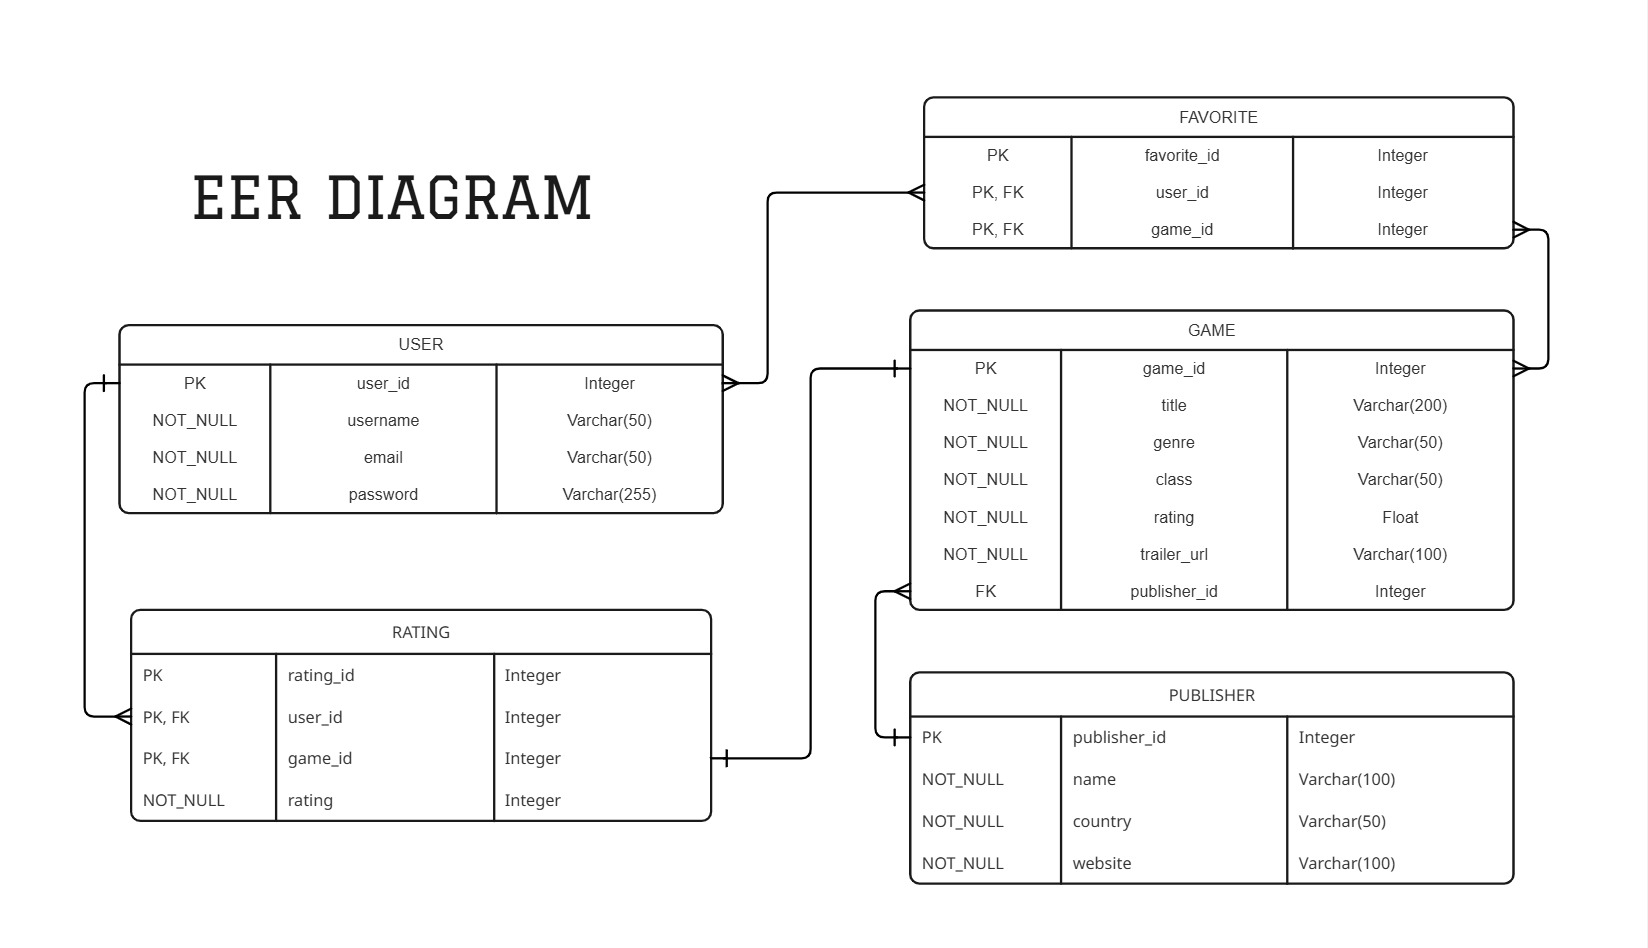 EER DIAGRAM
FAVORITE
PK favorite_id Integer
PK, FK user_id Integer
PK, FK game_id Integer
USER
PK user_id Integer
NOT_NULL username Varchar(50)
NOT_NULL email Varchar(50)
NOT_NULL password Varchar(255)
GAME
PK game_id Integer
NOT_NULL title Varchar(200)
NOT_NULL genre Varchar(50)
NOT_NULL class Varchar(50)
NOT_NULL rating Float
NOT_NULL trailer_url Varchar(100)
FK publisher_id Integer
RATING
PK rating_id Integer
PK, FK user_id Integer
PK, FK game_id Integer
NOT_NULL rating Integer
PUBLISHER
PK publisher_id Integer
NOT_NULL name Varchar(100)
NOT_NULL country Varchar(50)
NOT_NULL website Varchar(100)